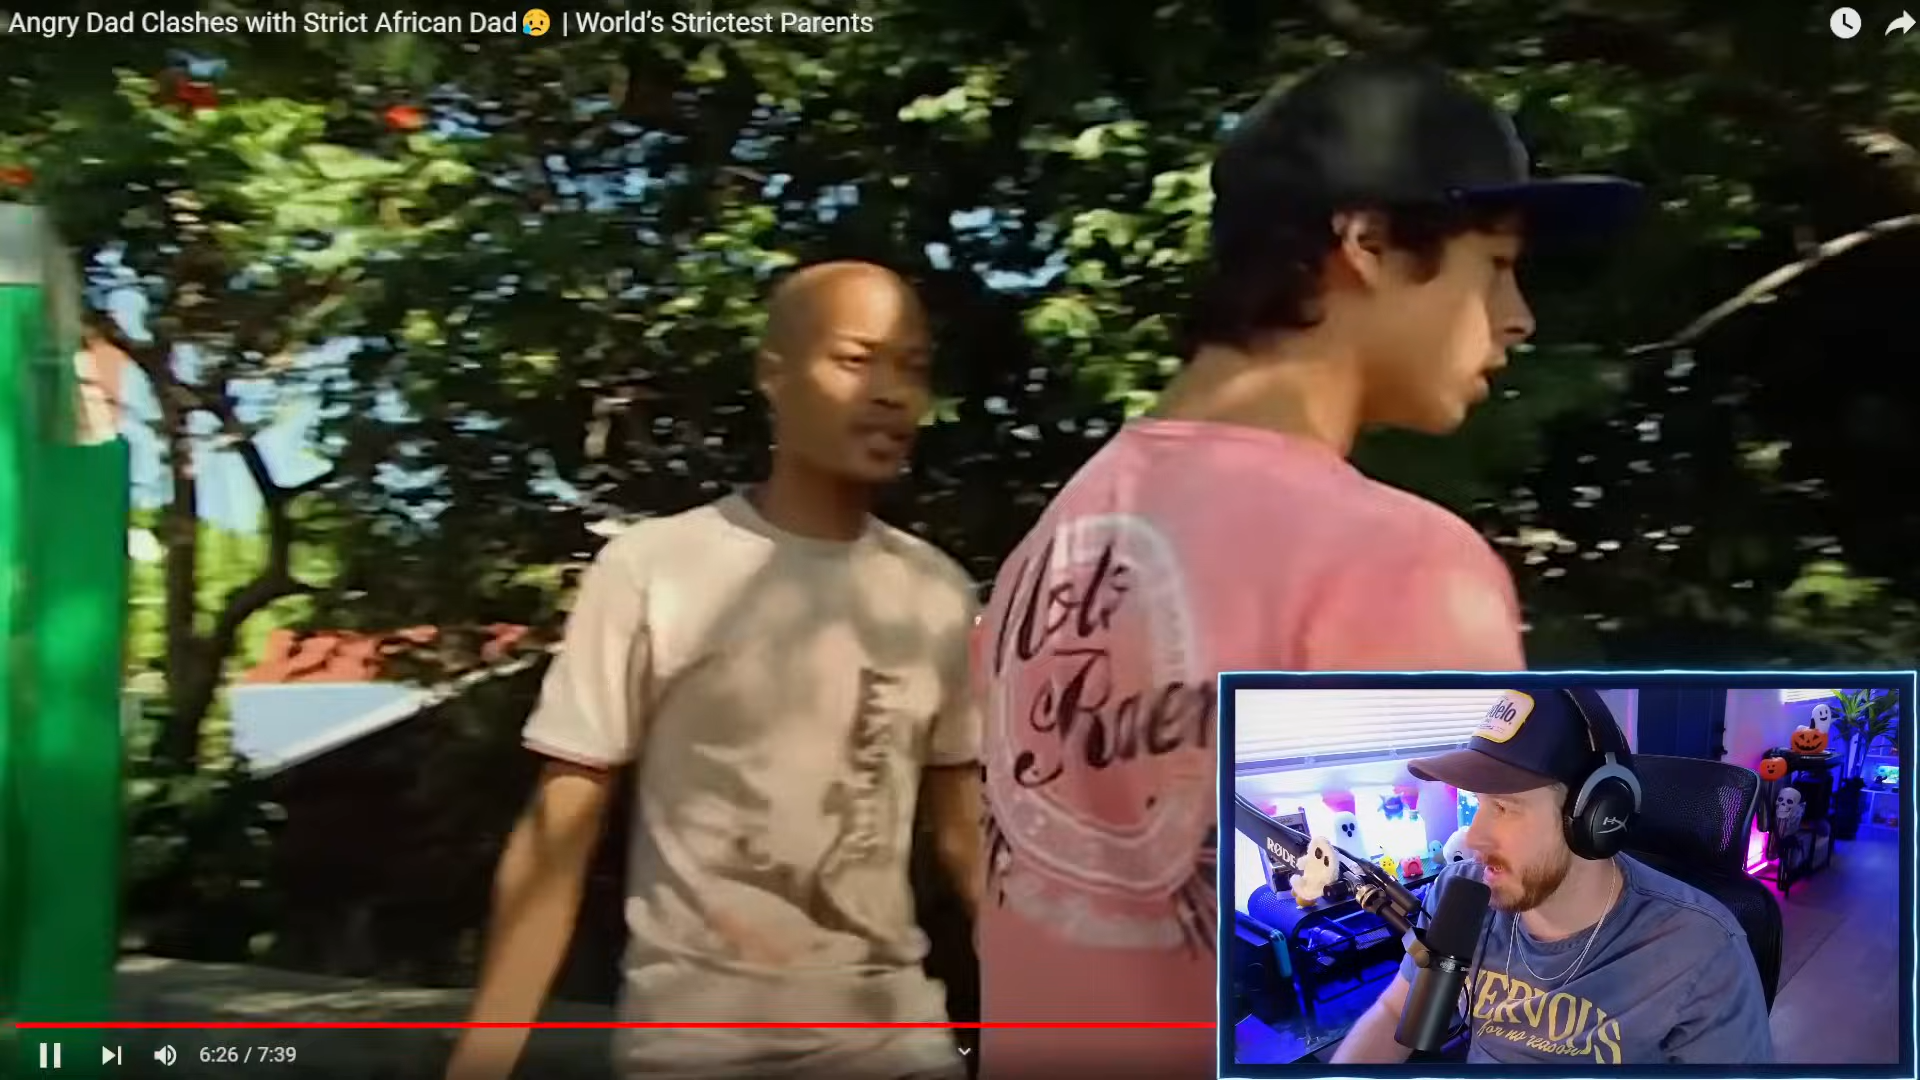 Angry Dad Clashes with Strict African Dad😥 | World’s Strictest Parents
RØDE
NERVOUS
for no reason
6:26 / 7:39